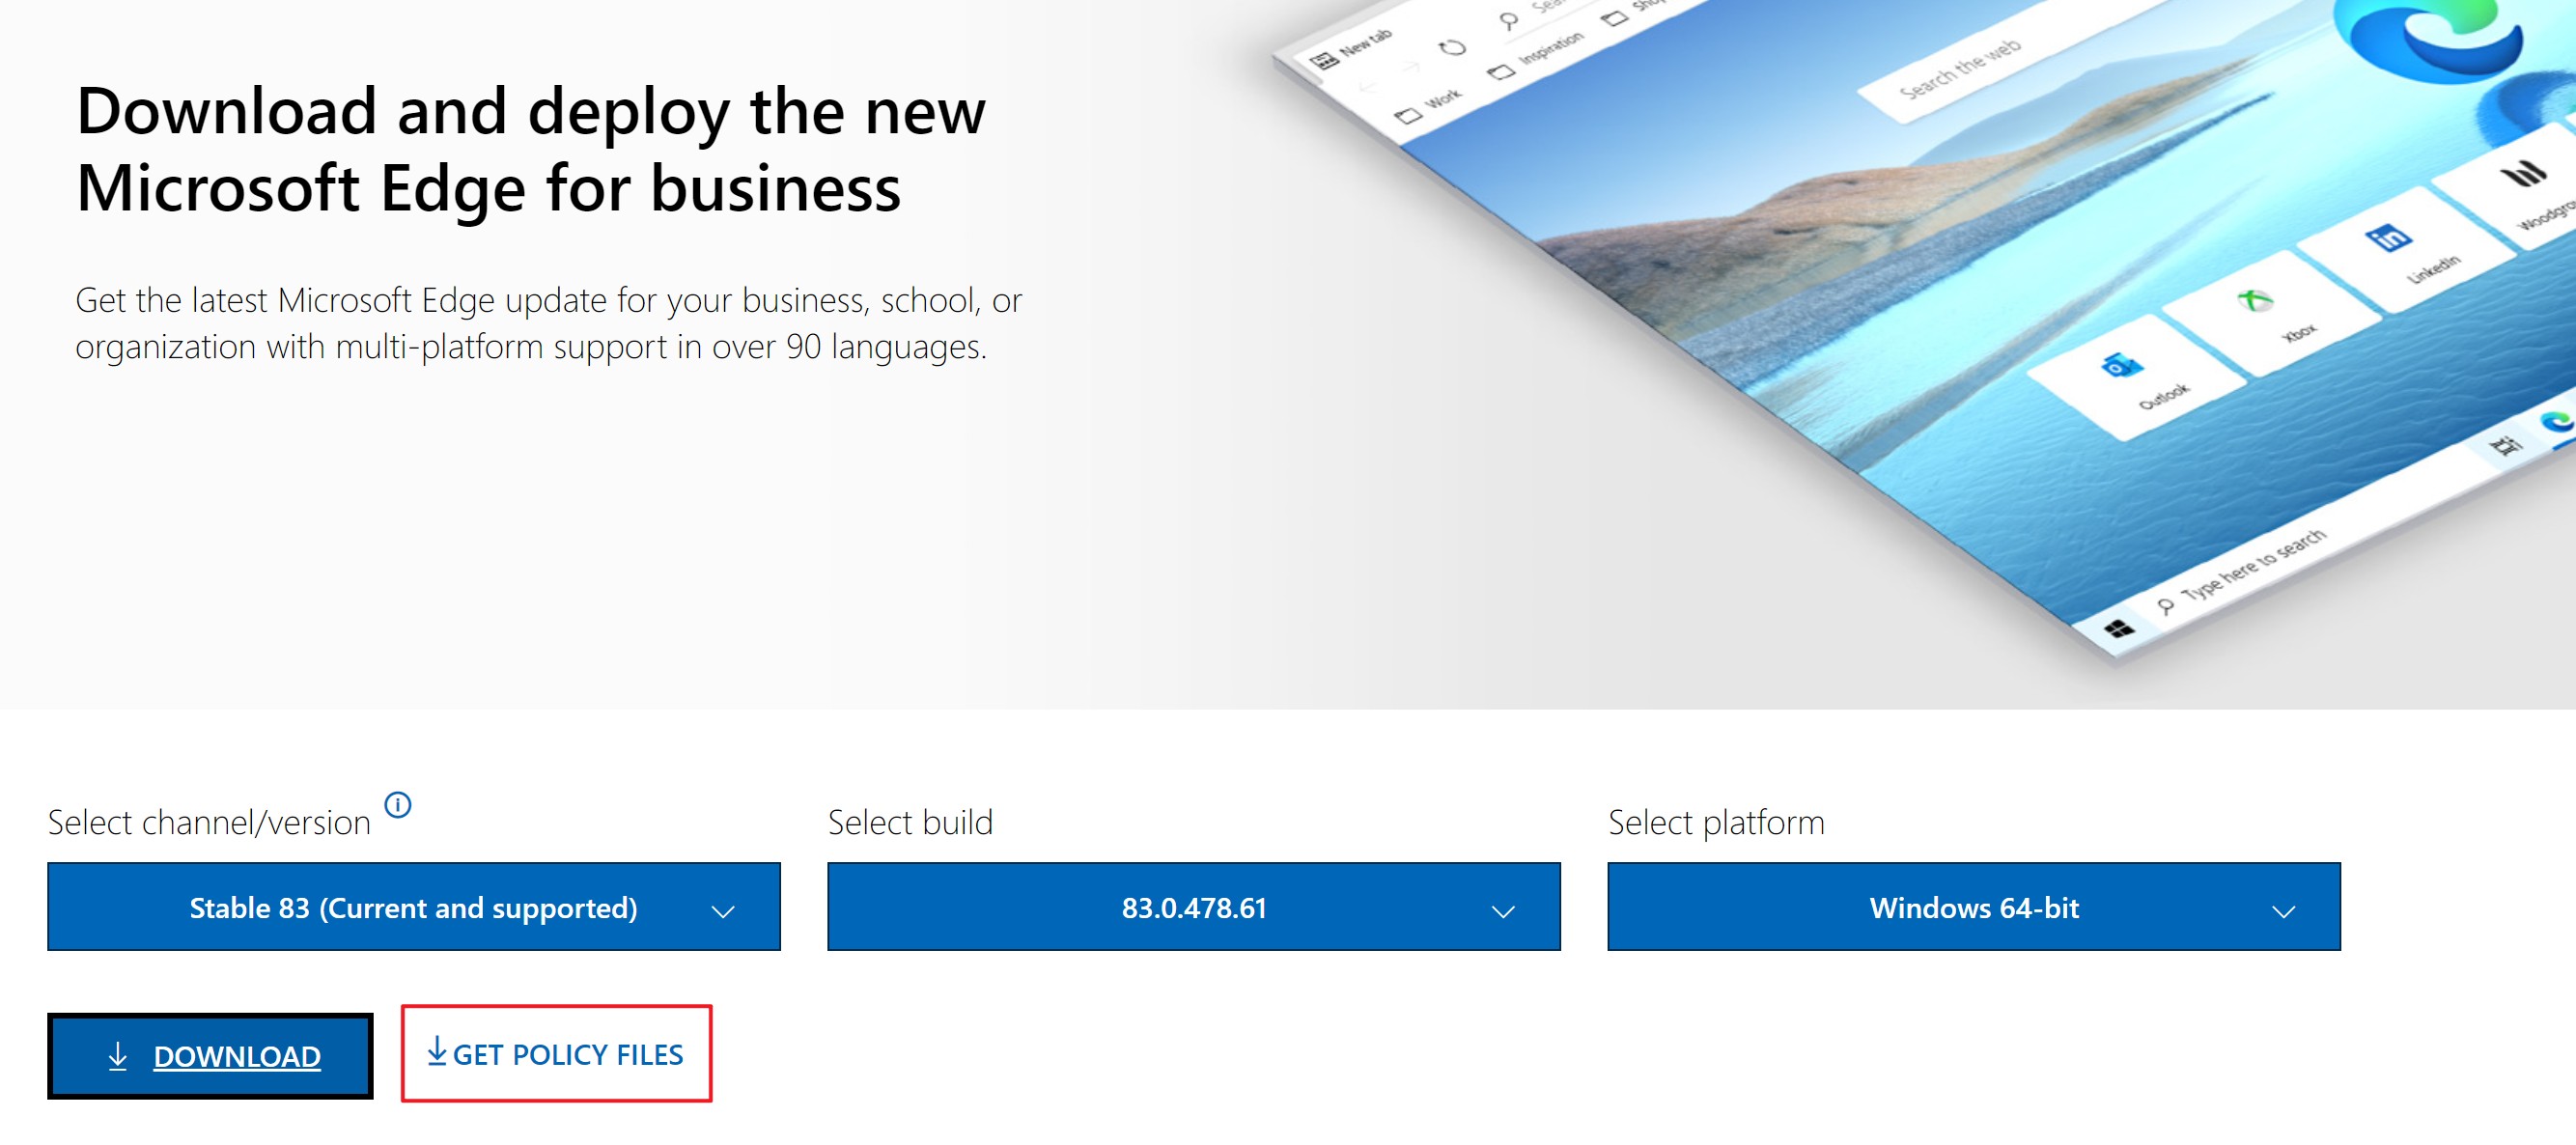 Download and deploy the new
Microsoft Edge for business
Get the latest Microsoft Edge update for your business, school, or
organization with multi-platform support in over 90 languages.
New tab
Work
Inspiration
Search the web
Outlook
Xbox
LinkedIn
Type here to search
Select channel/version
Select build
Select platform
Stable 83 (Current and supported)
83.0.478.61
Windows 64-bit
DOWNLOAD
GET POLICY FILES